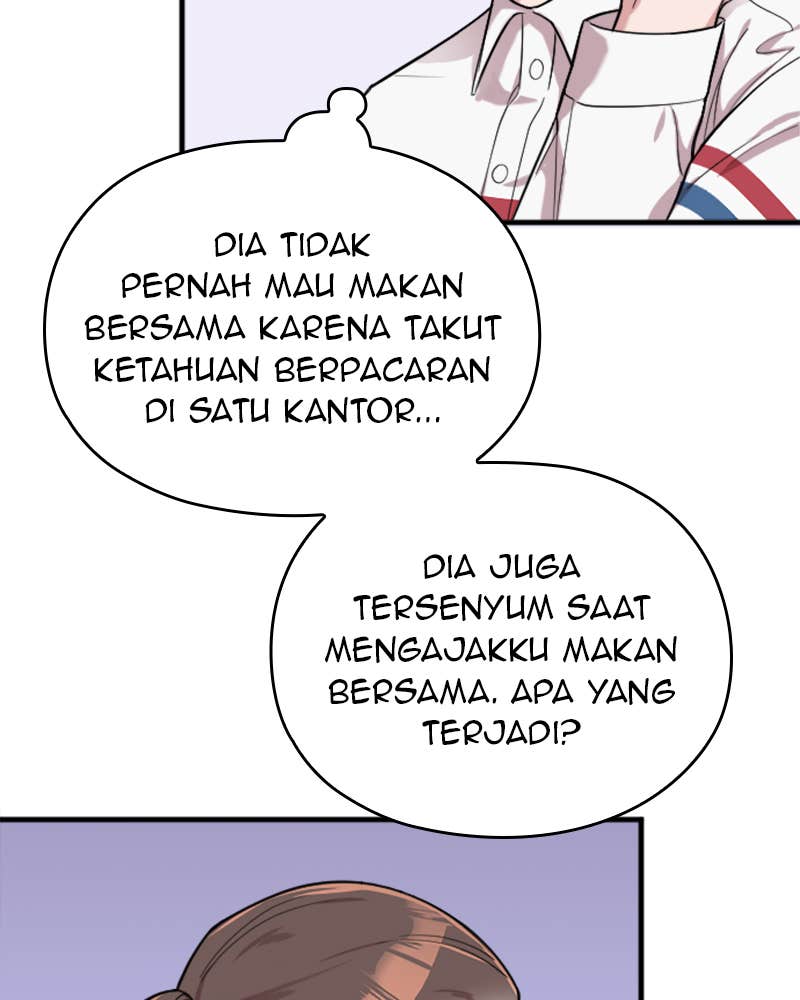 DIA TIDAK
PERNAH MAU MAKAN
BERSAMA KARENA TAKUT
KETAHUAN BERPACARAN
DI SATU KANTOR...
DIA JUGA
TERSENYUM SAAT
MENGAJAKKU MAKAN
BERSAMA. APA YANG
TERJADI?